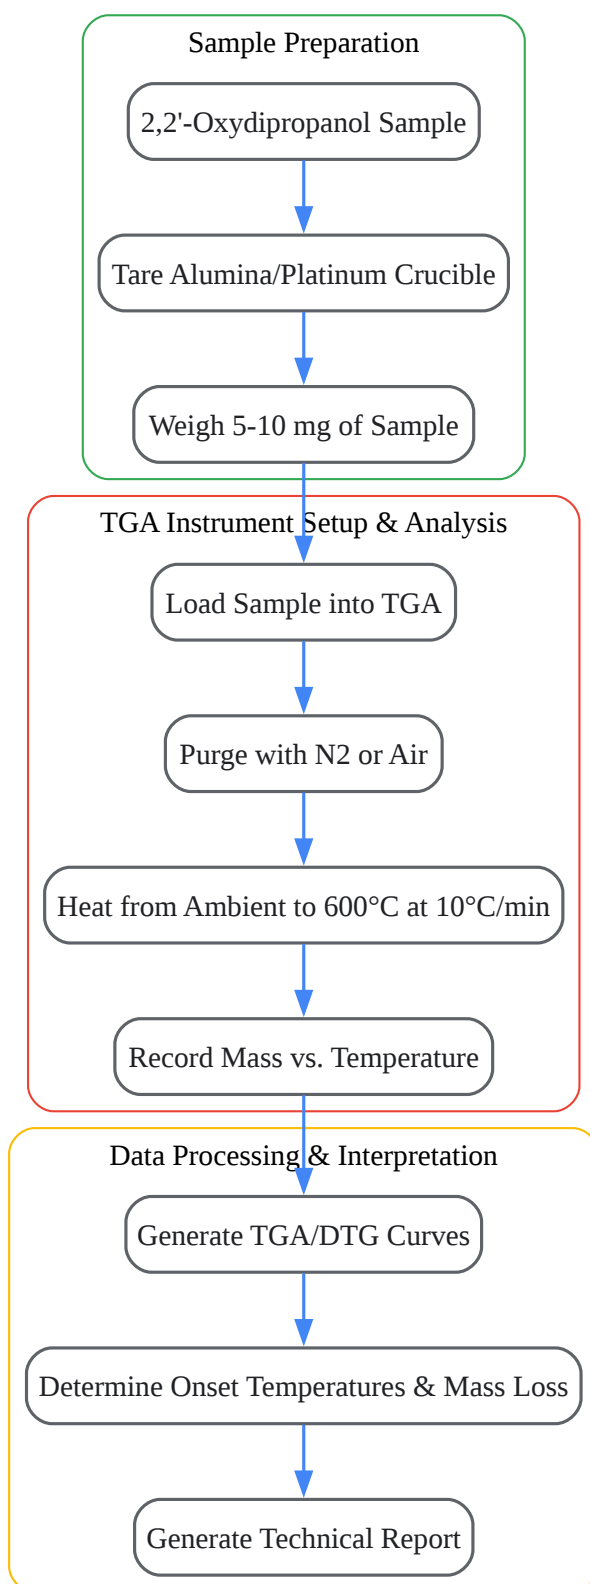 Sample Preparation
2,2'-Oxydipropanol Sample
Tare Alumina/Platinum Crucible
Weigh 5-10 mg of Sample
TGA Instrument Setup & Analysis
Load Sample into TGA
Purge with N2 or Air
Heat from Ambient to 600°C at 10°C/min
Record Mass vs. Temperature
Data Processing & Interpretation
Generate TGA/DTG Curves
Determine Onset Temperatures & Mass Loss
Generate Technical Report